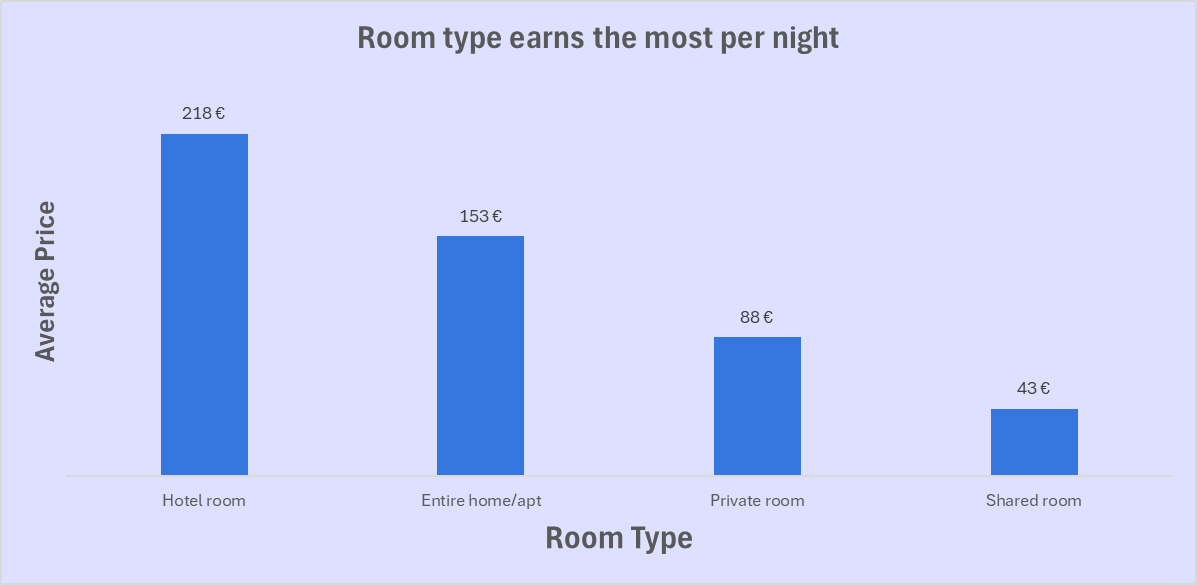 Room type earns the most per night
218 €
153 €
88 €
43 €
Average Price
Hotel room
Entire home/apt
Private room
Shared room
Room Type